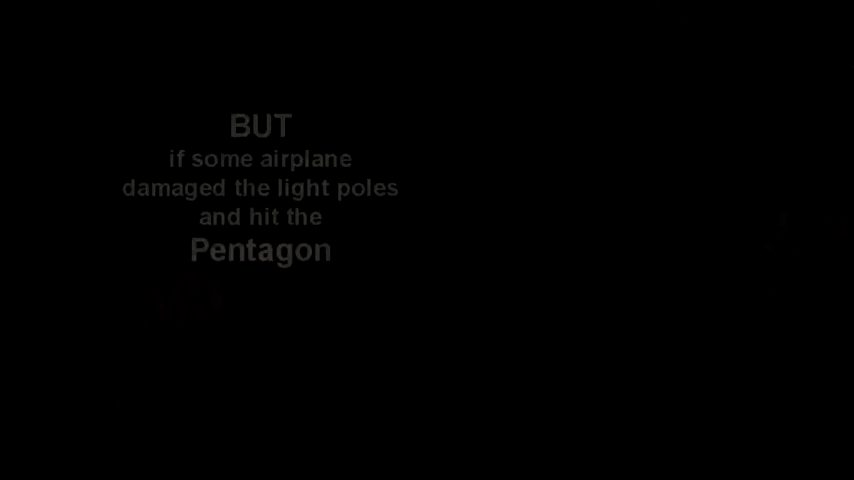 BUT
if some airplane
damaged the light poles
and hit the
Pentagon